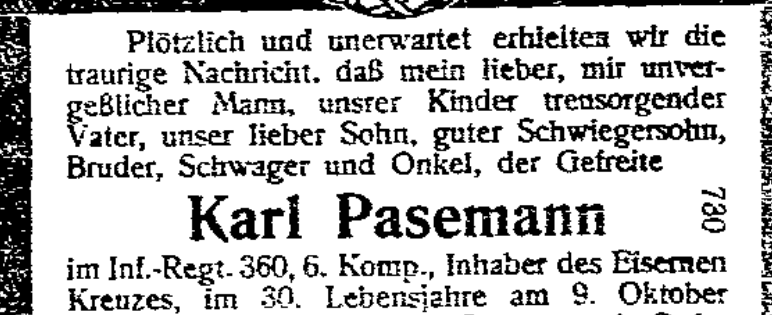 Plötzlich und unerwartet erhielten wir die
traurige Nachricht, daß mein lieber, mir unver-
geßlicher Mann, unsrer Kinder treusorgender
Vater, unser lieber Sohn, guter Schwiegersohn,
Bruder, Schwager und Onkel, der Gefreite
Karl Pasemann
780
im Inf.-Regt. 360, 6. Komp., Inhaber des Eisernen
Kreuzes, im 30. Lebensjahre am 9. Oktober